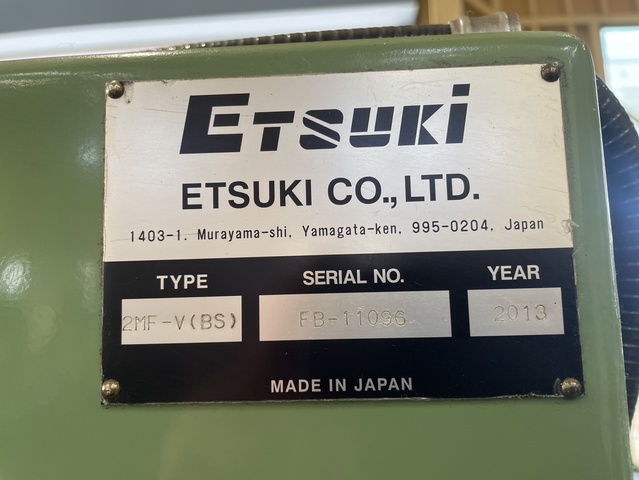 ETSUKi
ETSUKI CO., LTD.
1403-1. Murayama-shi. Yamagata-ken. 995-0204. Japan
TYPE SERIAL NO. YEAR
2MF-V(BS) FB-11096 2013
MADE IN JAPAN